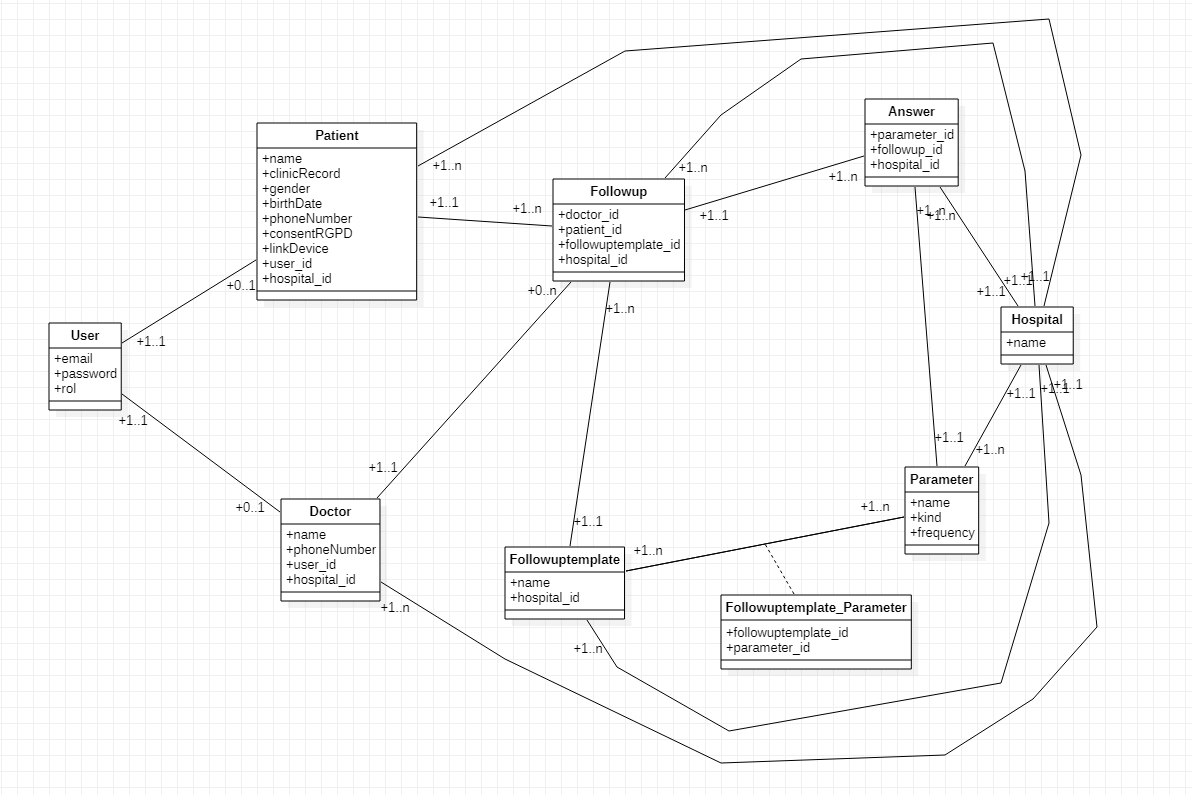 Answer
+parameter_id
+followup_id
+hospital_id
Patient
+name
+clinicRecord
+gender
+birthDate
+phoneNumber
+consentRGPD
+linkDevice
+user_id
+hospital_id
+1..n
+1..1
+1..n
+1..n
Followup
+doctor_id
+patient_id
+followuptemplate_id
+hospital_id
+1..n
+1..1
+1..n
+1..n
+0..1
+1..1
+0..n
+1..n
+1..1
+1..1
+1..1
Hospital
+name
User
+email
+password
+rol
+1..1
+0..1
+1..1
+1..1
+1..1
+1..1
+1..1
+1..1
+1..n
Parameter
+name
+kind
+frequency
Doctor
+name
+phoneNumber
+user_id
+hospital_id
+1..n
+1..1
+1..n
+1..n
Followuptemplate
+name
+hospital_id
+1..n
Followuptemplate_Parameter
+followuptemplate_id
+parameter_id